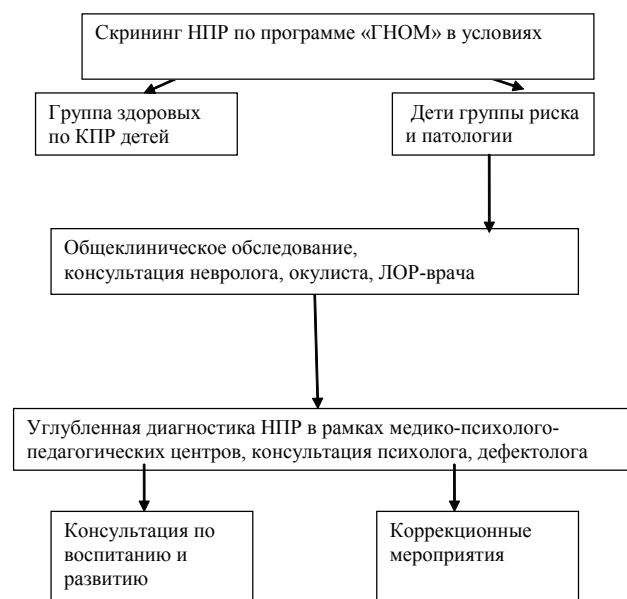 Скрининг НПР по программе «ГНОМ» в условиях
Группа здоровых
по КПР детей
Дети группы риска
и патологии
Общеклиническое обследование,
консультация невролога, окулиста, ЛОР-врача
Углубленная диагностика НПР в рамках медико-психолого-
педагогических центров, консультация психолога, дефектолога
Консультация по
воспитанию и
развитию
Коррекционные
мероприятия